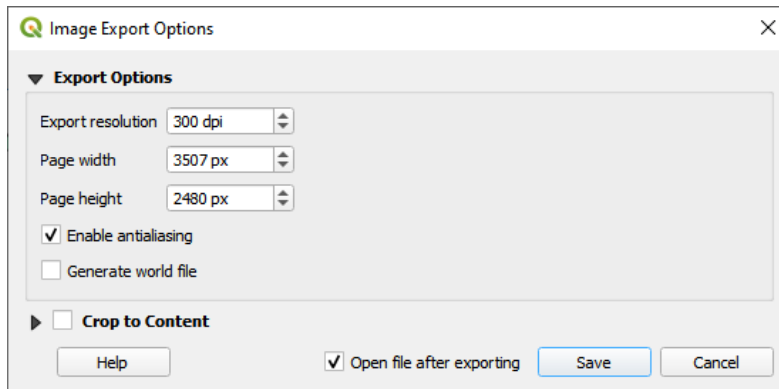 Image Export Options
Export Options
Export resolution 300 dpi
Page width 3507 px
Page height 2480 px
Enable antialiasing
Generate world file
Crop to Content
Help Open file after exporting Save Cancel